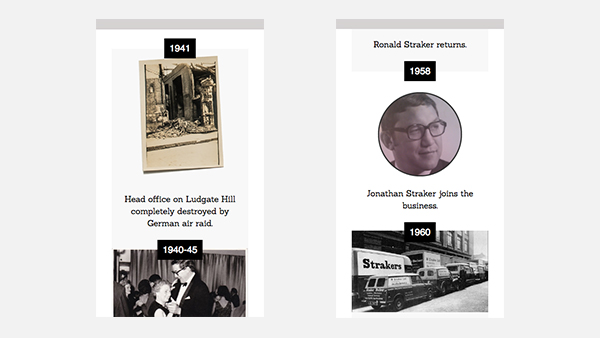 1941
Head office on Ludgate Hill
completely destroyed by
German air raid.
1940-45
Ronald Straker returns.
1958
Jonathan Straker joins the
business.
1960
Strakers